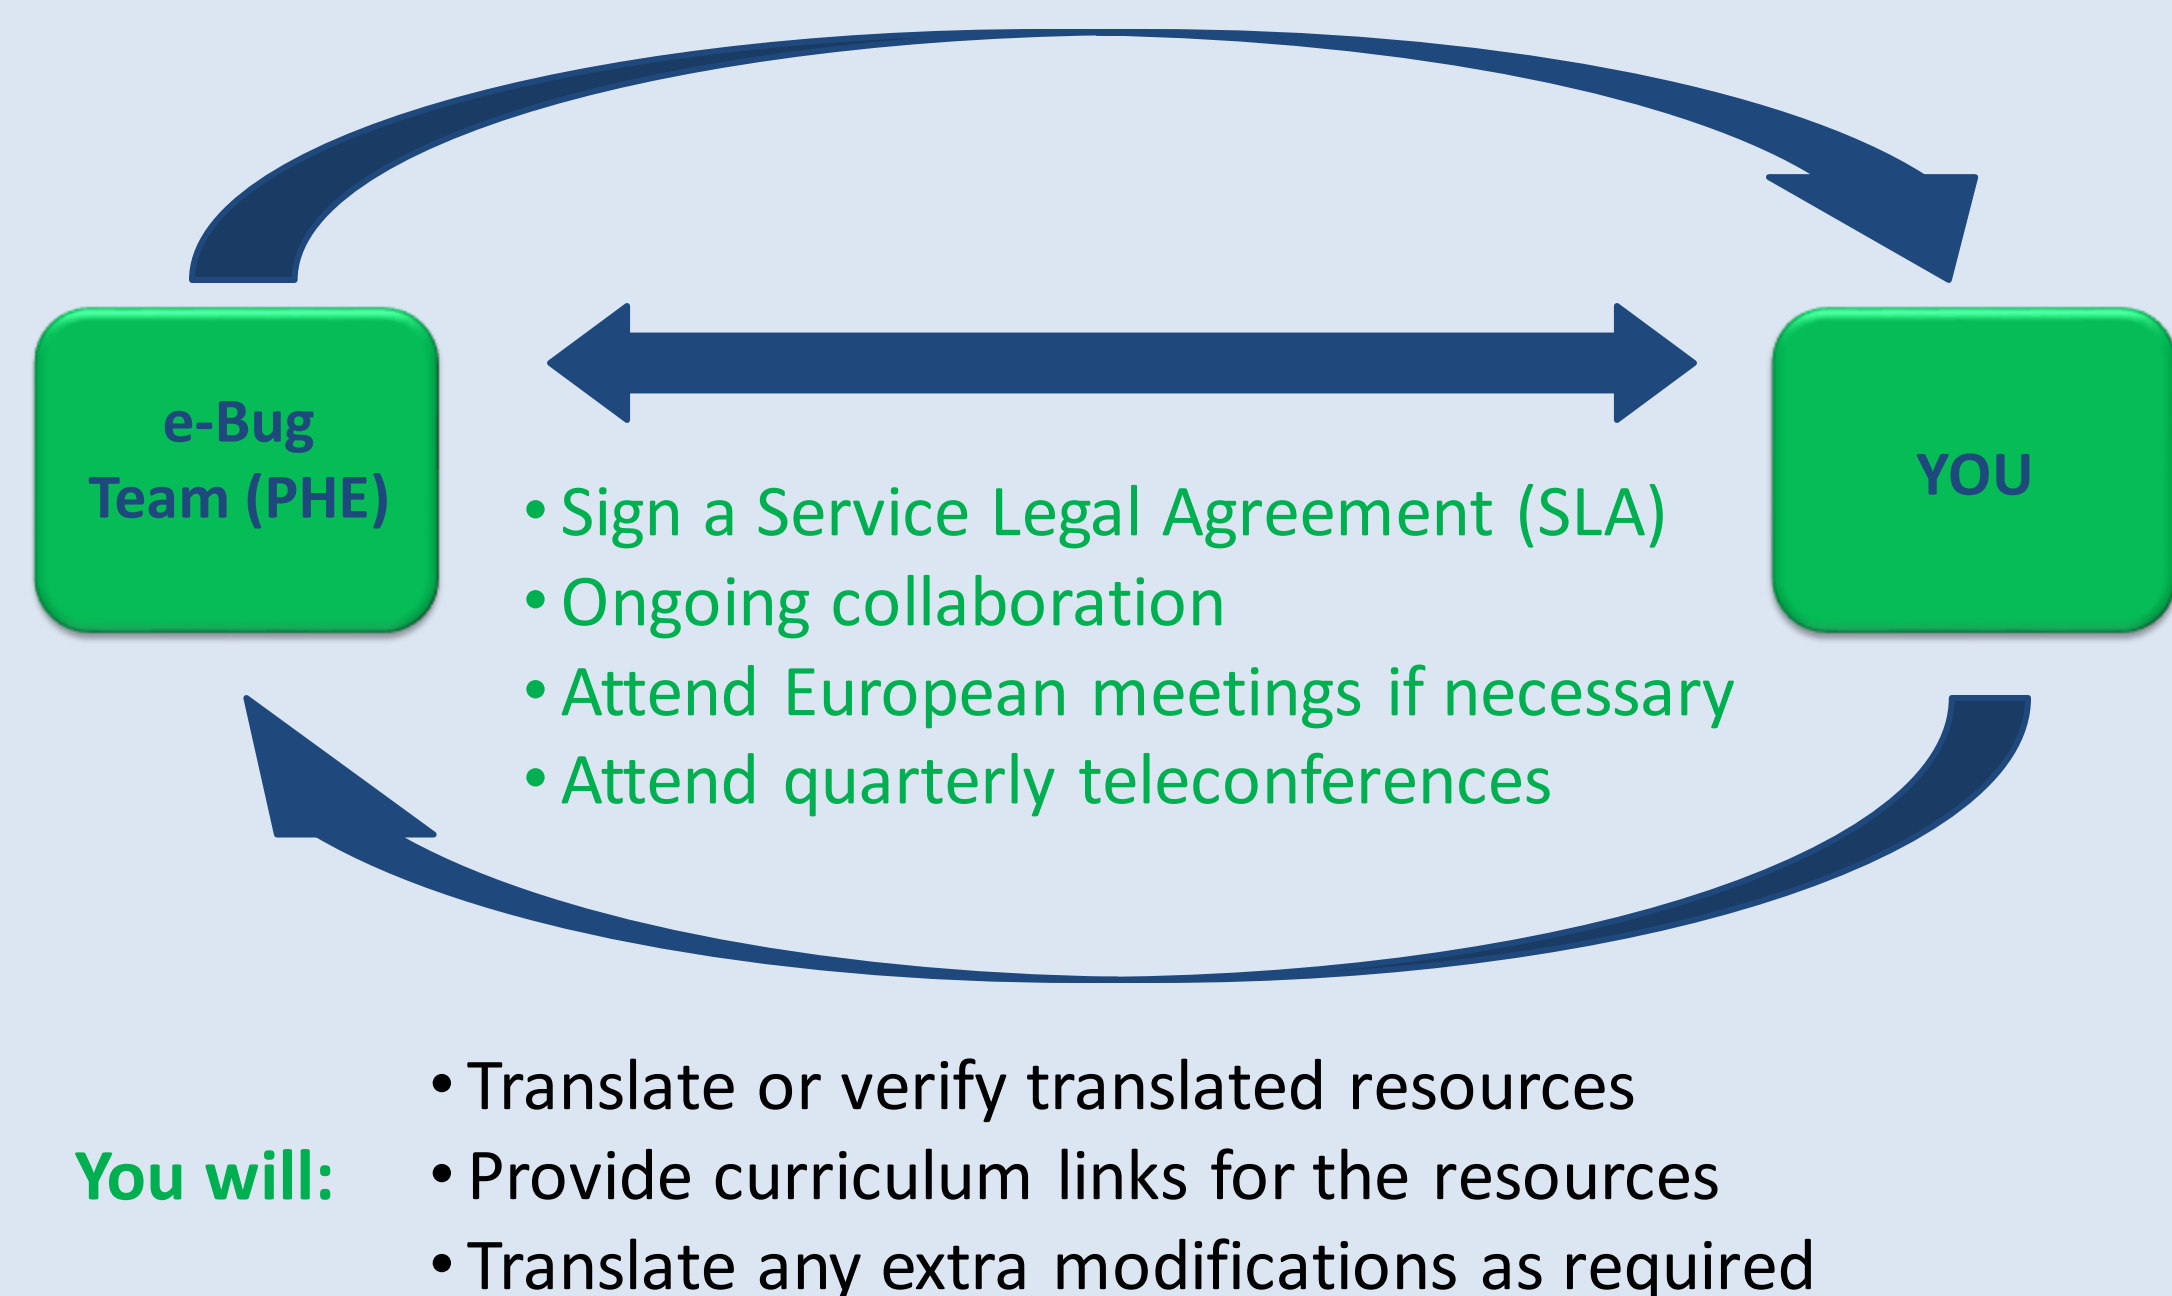 e-Bug
Team (PHE)
YOU
• Sign a Service Legal Agreement (SLA)
• Ongoing collaboration
• Attend European meetings if necessary
• Attend quarterly teleconferences
You will:
• Translate or verify translated resources
• Provide curriculum links for the resources
• Translate any extra modifications as required